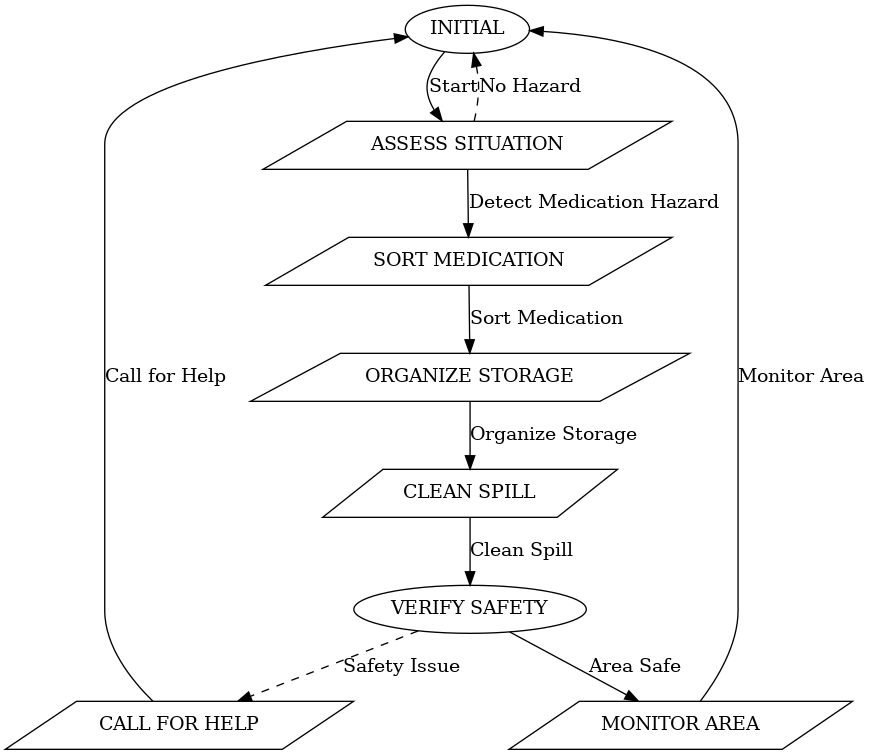 INITIAL
Start
No Hazard
ASSESS SITUATION
Detect Medication Hazard
SORT MEDICATION
Sort Medication
ORGANIZE STORAGE
Call for Help
Monitor Area
Organize Storage
CLEAN SPILL
Clean Spill
VERIFY SAFETY
Safety Issue
Area Safe
CALL FOR HELP
MONITOR AREA